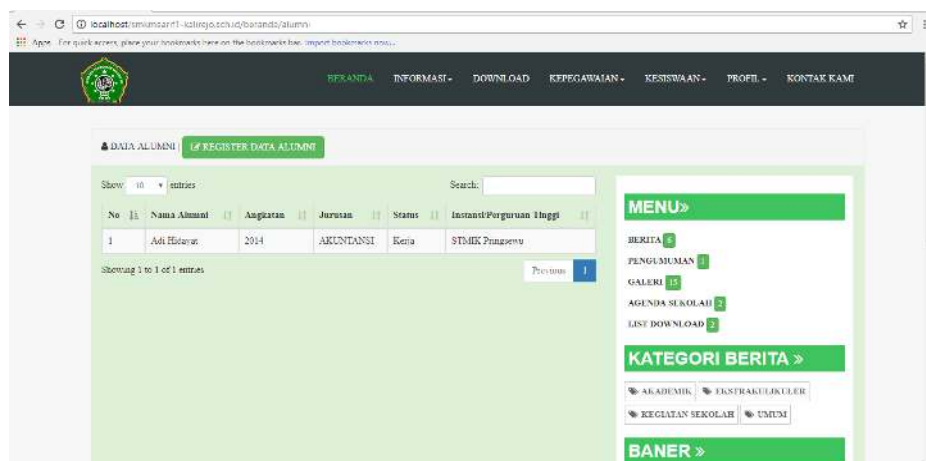 localhost/smkmaarif1-kalirejo.sch.id/beranda/alumni
Apps For quick access, place your bookmarks here on the bookmarks bar. Import bookmarks now...
BERANDA INFORMASI DOWNLOAD KEPEGAWAIAN KESISWAAN PROFIL KONTAK KAMI
DATA ALUMNI | REGISTER DATA ALUMNI
Show 10 entries
Search:
No Nama Alumni Angkatan Jurusan Status Instansi/Perguruan Tinggi
1 Adi Hidayat 2014 AKUNTANSI Kerja STMIK Pringsewu
Showing 1 to 1 of 1 entries
Previous 1
MENU»
BERITA 6
PENGUMUMAN 1
GALERI 15
AGENDA SEKOLAH 2
LIST DOWNLOAD 2
KATEGORI BERITA »
AKADEMIK EKSTRAKULIKULER
KEGIATAN SEKOLAH UMUM
BANER »